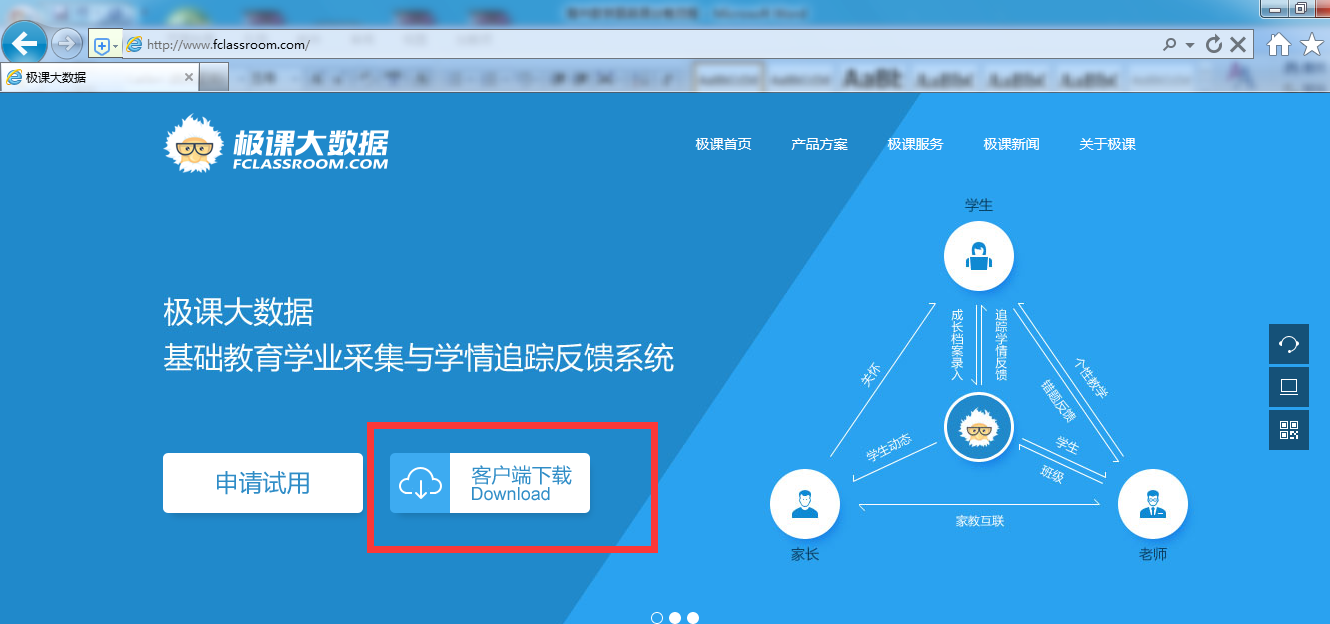 http://www.fclassroom.com/
极课大数据
极课大数据
FCLASSROOM.COM
极课首页
产品方案
极课服务
极课新闻
关于极课
极课大数据
基础教育学业采集与学情追踪反馈系统
申请试用
客户端下载
Download
学生
成长档案录入
追踪学情反馈
关怀
个性教学
错题反馈
学生动态
学生
班级
家教互联
家长
老师